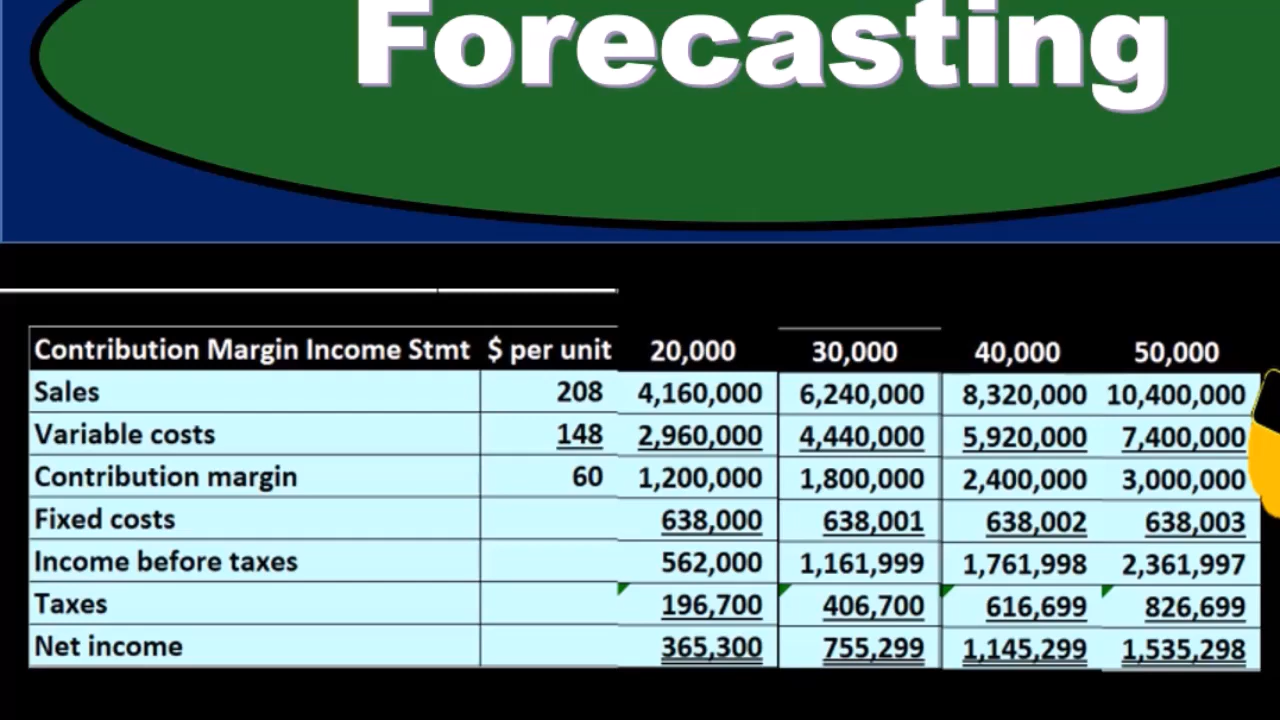 Forecasting
Contribution Margin Income Stmt $ per unit 20,000 30,000 40,000 50,000
Sales 208 4,160,000 6,240,000 8,320,000 10,400,000
Variable costs 148 2,960,000 4,440,000 5,920,000 7,400,000
Contribution margin 60 1,200,000 1,800,000 2,400,000 3,000,000
Fixed costs 638,000 638,001 638,002 638,003
Income before taxes 562,000 1,161,999 1,761,998 2,361,997
Taxes 196,700 406,700 616,699 826,699
Net income 365,300 755,299 1,145,299 1,535,298